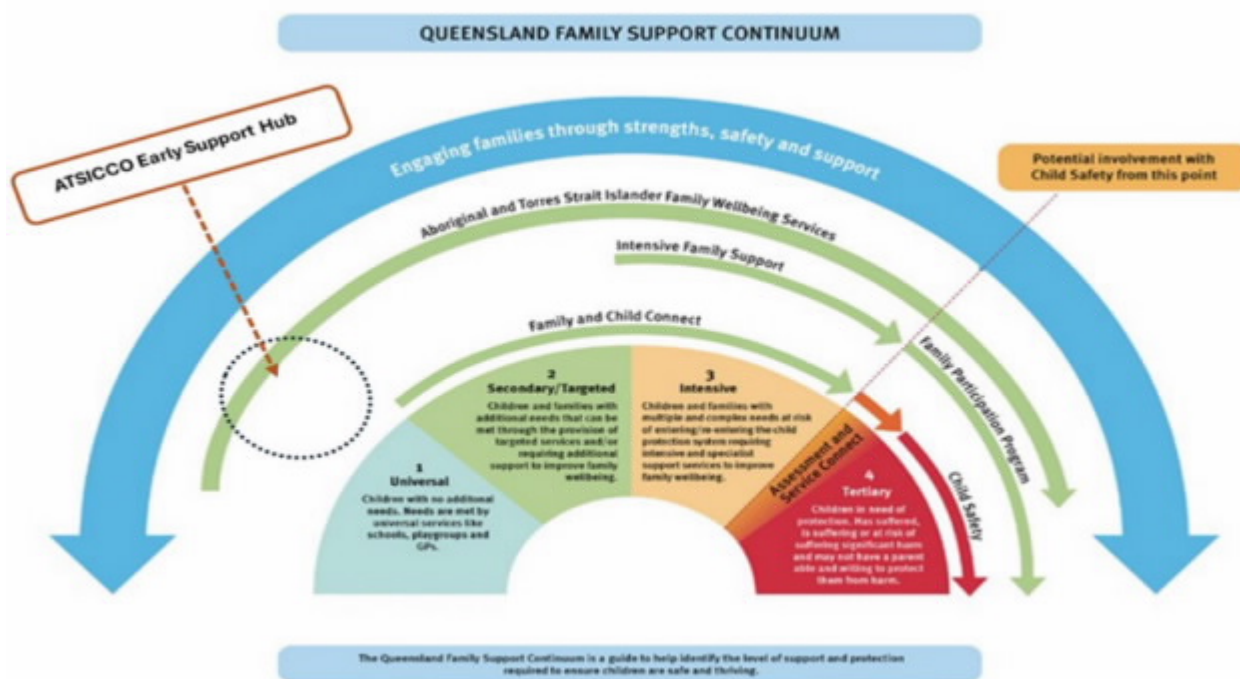 QUEENSLAND FAMILY SUPPORT CONTINUUM
ATSICCO Early Support Hub
Engaging families through strengths, safety and support
Potential involvement with
Child Safety from this point
Aboriginal and Torres Strait Islander Family Wellbeing Services
Intensive Family Support
Family and Child Connect
Family Participation Program
Child Safety
1
Universal
Children with no additonal
needs. Needs are met by
universal services like
schools, playgroups and
GPs.
2
Secondary/Targeted
Children and families with
additional needs that can be
met through the provision of
targeted services and/or
requiring additional
support to improve family
wellbeing.
3
Intensive
Children and families with
multiple and complex needs at risk
of entering/re-entering the child
protection system requiring
intensive and specialist
support services to improve
family wellbeing.
Assessment and
Service Connect
4
Tertiary
Children in need of
protection. Has suffered,
is suffering or at risk of
suffering significant harm
and may not have a parent
able and willing to protect
them from harm.
The Queensland Family Support Continuum is a guide to help identify the level of support and protection
required to ensure children are safe and thriving.